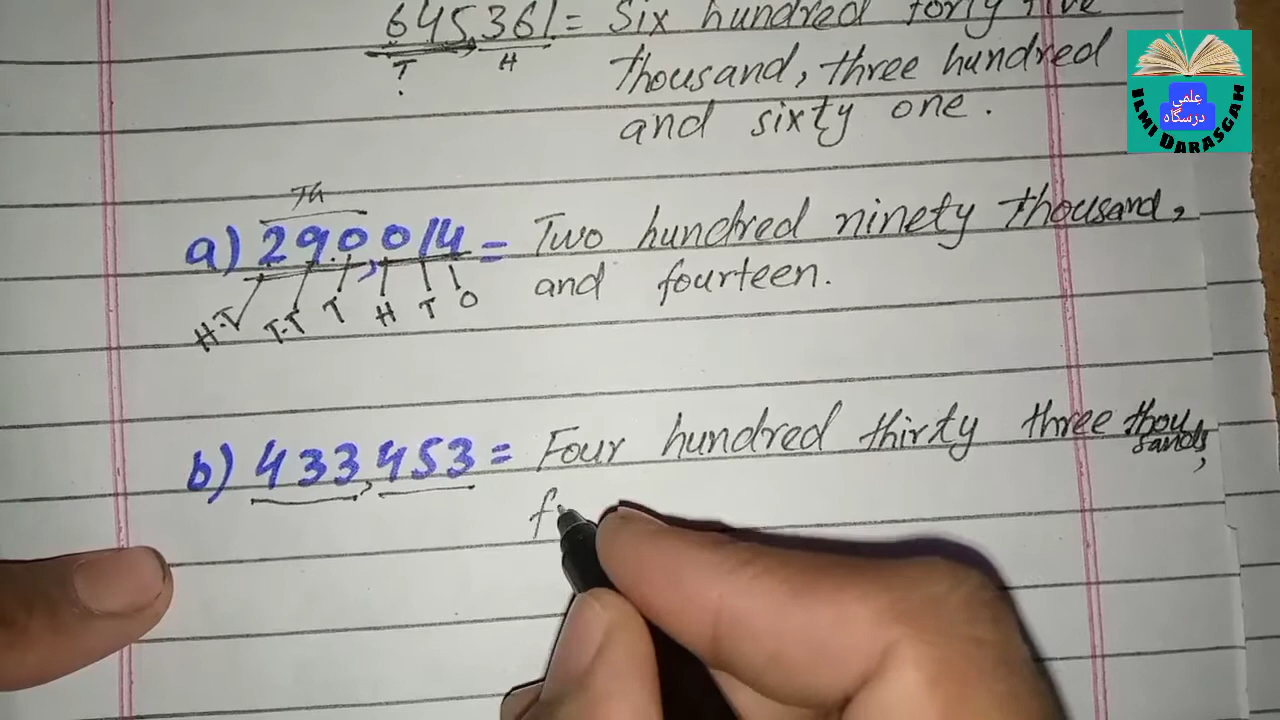 645,361 = Six hundred forty five
T H thousand, three hundred
and sixty one.
Th
a) 290,014 = Two hundred ninety thousand,
and fourteen.
H-T T-T T H T O
b) 433,453 = Four hundred thirty three thousands,
f
علمی
درسگاہ
ILMI DARASGAH